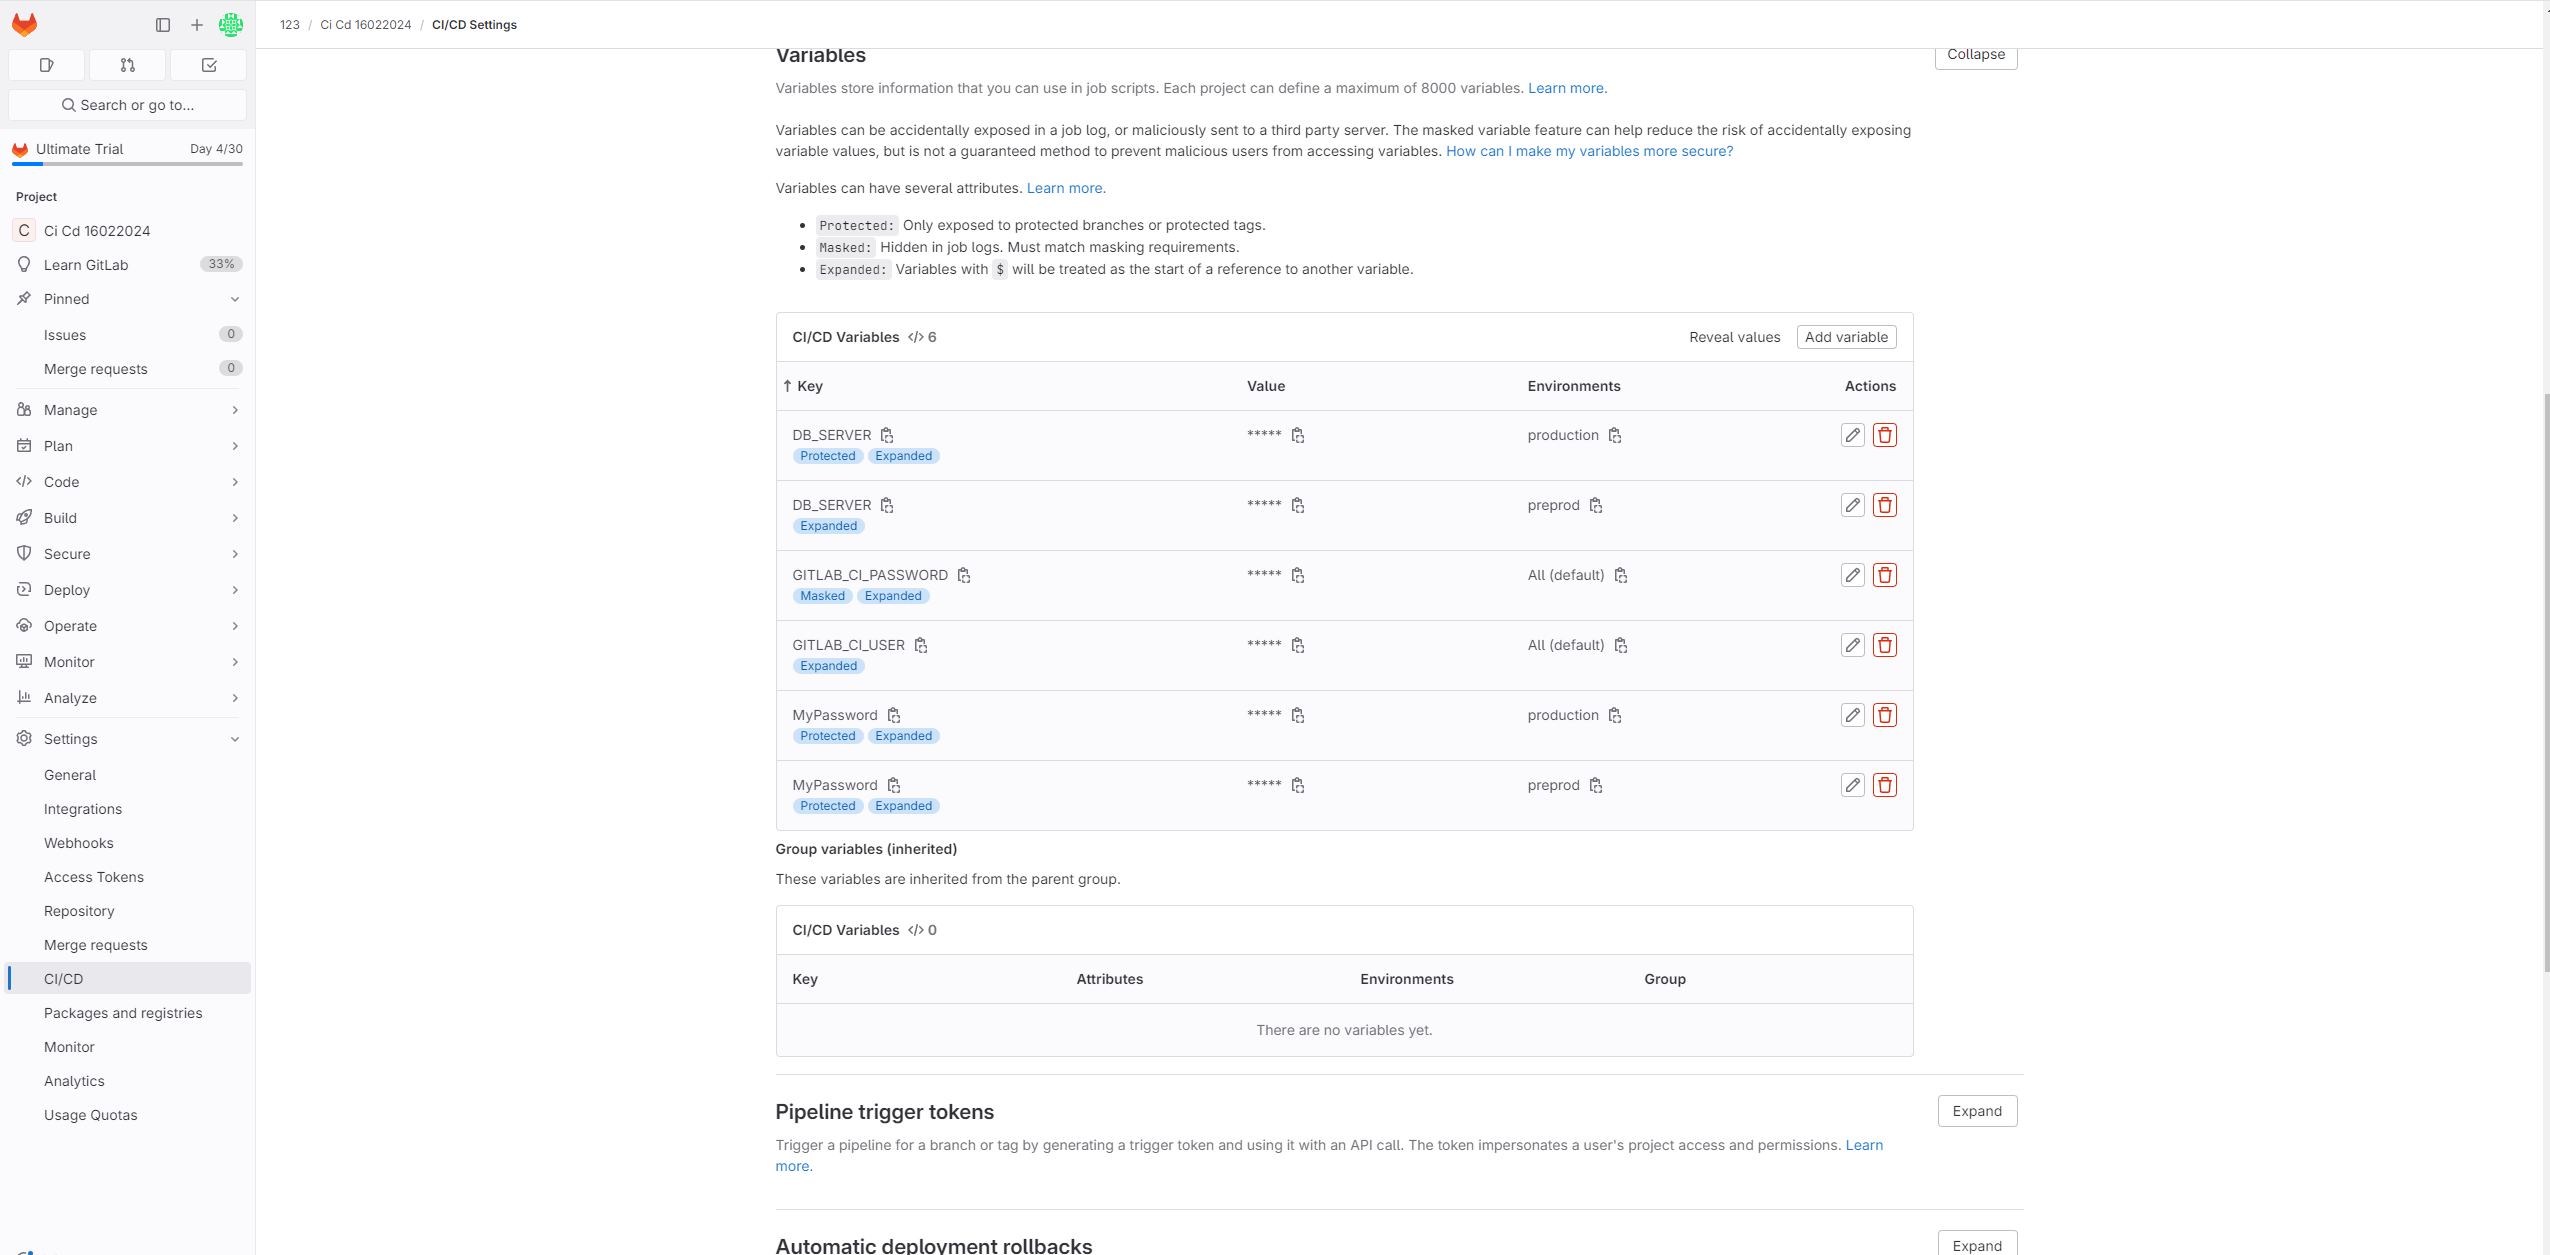 123 / Ci Cd 16022024 / CI/CD Settings
Search or go to...
Ultimate Trial Day 4/30
Project
C Ci Cd 16022024
Learn GitLab 33%
Pinned
Issues 0
Merge requests 0
Manage
Plan
Code
Build
Secure
Deploy
Operate
Monitor
Analyze
Settings
General
Integrations
Webhooks
Access Tokens
Repository
Merge requests
CI/CD
Packages and registries
Monitor
Analytics
Usage Quotas
Variables Collapse
Variables store information that you can use in job scripts. Each project can define a maximum of 8000 variables. Learn more.
Variables can be accidentally exposed in a job log, or maliciously sent to a third party server. The masked variable feature can help reduce the risk of accidentally exposing
variable values, but is not a guaranteed method to prevent malicious users from accessing variables. How can I make my variables more secure?
Variables can have several attributes. Learn more.
• Protected: Only exposed to protected branches or protected tags.
• Masked: Hidden in job logs. Must match masking requirements.
• Expanded: Variables with $ will be treated as the start of a reference to another variable.
CI/CD Variables </> 6 Reveal values Add variable
↑ Key Value Environments Actions
DB_SERVER ***** production
Protected Expanded
DB_SERVER ***** preprod
Expanded
GITLAB_CI_PASSWORD ***** All (default)
Masked Expanded
GITLAB_CI_USER ***** All (default)
Expanded
MyPassword ***** production
Protected Expanded
MyPassword ***** preprod
Protected Expanded
Group variables (inherited)
These variables are inherited from the parent group.
CI/CD Variables </> 0
Key Attributes Environments Group
There are no variables yet.
Pipeline trigger tokens Expand
Trigger a pipeline for a branch or tag by generating a trigger token and using it with an API call. The token impersonates a user's project access and permissions. Learn
more.
Automatic deployment rollbacks Expand